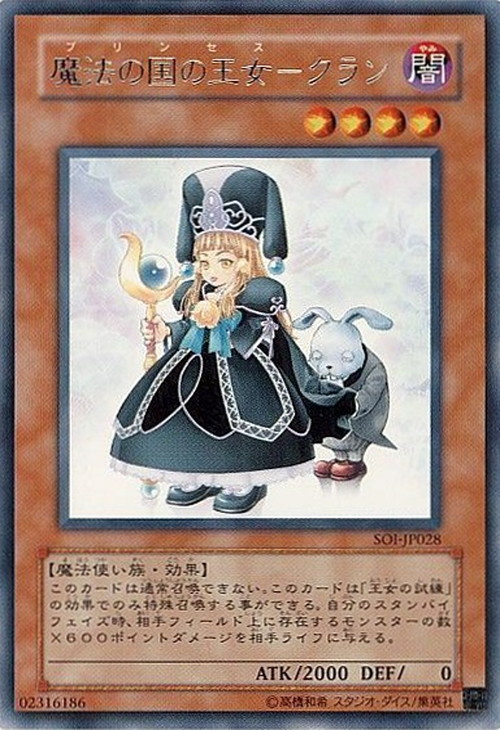 プリンセス
魔法の国の王女－クラン
やみ
闇
SOI-JP028
【魔法使い族・効果】
このカードは通常召喚できない。このカードは「王女の試練」
の効果でのみ特殊召喚する事ができる。自分のスタンバイ
フェイズ時、相手フィールド上に存在するモンスターの数
×６００ポイントダメージを相手ライフに与える。
ATK/2000 DEF/ 0
02316186
©高橋和希 スタジオ・ダイス/集英社